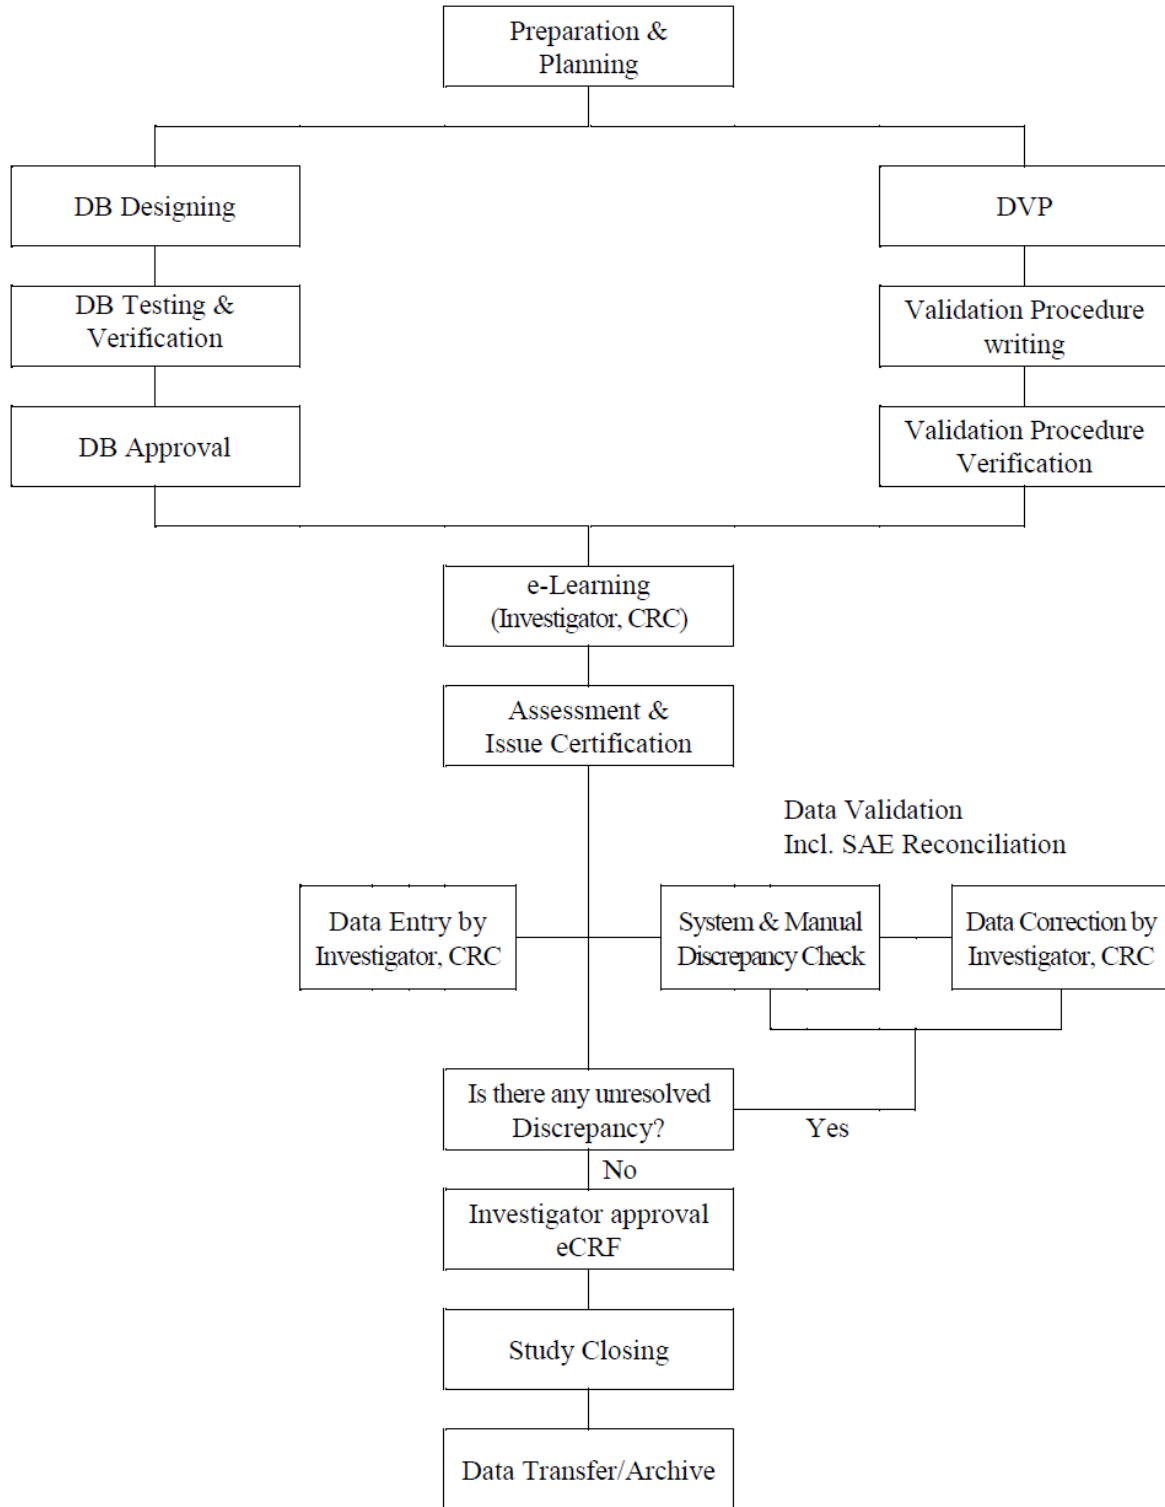 Preparation &
Planning
DB Designing
DVP
DB Testing &
Verification
Validation Procedure
writing
DB Approval
Validation Procedure
Verification
e-Learning
(Investigator, CRC)
Assessment &
Issue Certification
Data Validation
Incl. SAE Reconciliation
Data Entry by
Investigator, CRC
System & Manual
Discrepancy Check
Data Correction by
Investigator, CRC
Is there any unresolved
Discrepancy?
Yes
No
Investigator approval
eCRF
Study Closing
Data Transfer/Archive